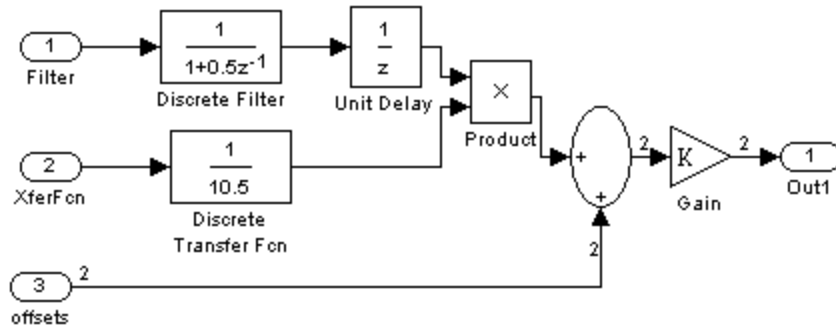 1
Filter
1
1+0.5z-1
Discrete Filter
1
z
Unit Delay
×
Product
2
XferFcn
1
10.5
Discrete
Transfer Fcn
+
+
2
K
Gain
2
1
Out1
3
offsets
2
2